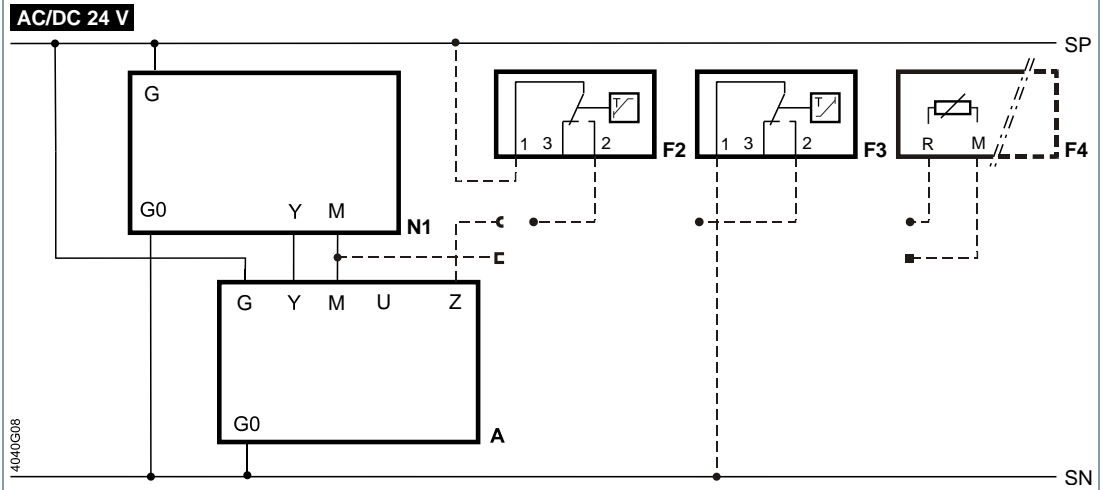 AC/DC 24 V
SP
G
T
T
1 3 2
F2
1 3 2
F3
R M
F4
G0 Y M
N1
G Y M U Z
G0
A
4040G08
SN